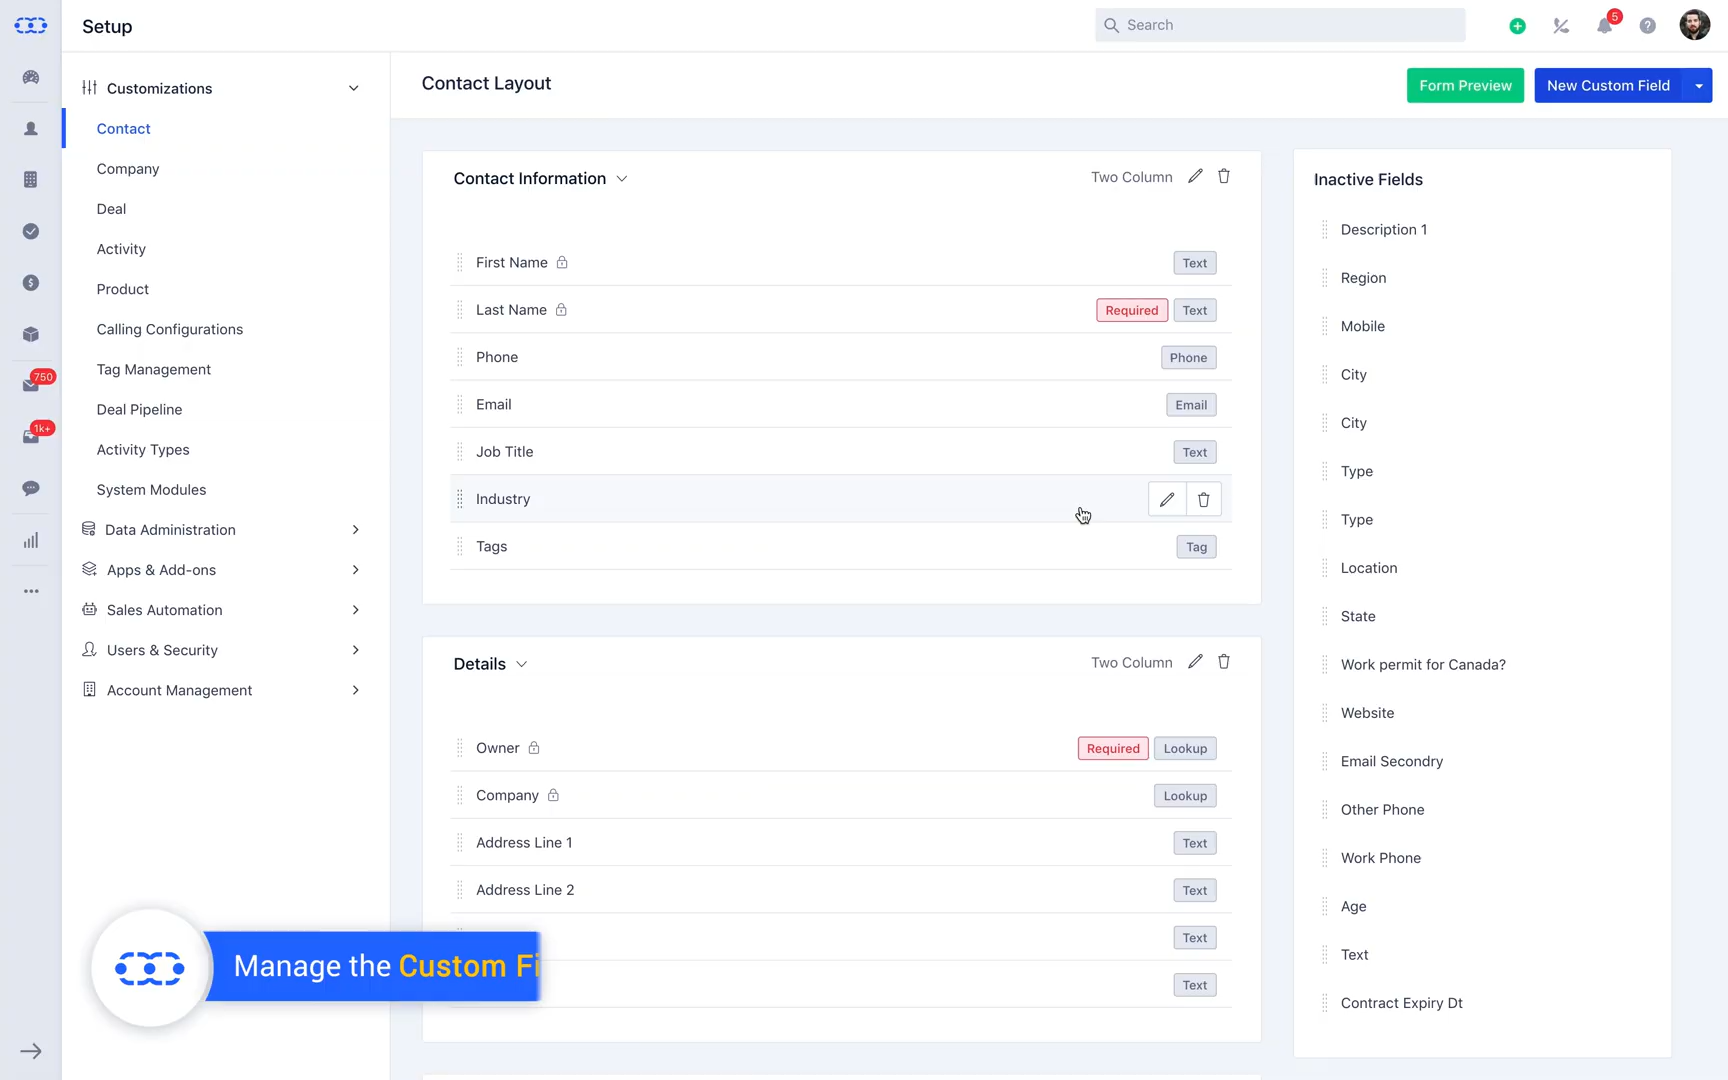 Setup
Search
5
750
1k+
Customizations
Contact
Company
Deal
Activity
Product
Calling Configurations
Tag Management
Deal Pipeline
Activity Types
System Modules
Data Administration
Apps & Add-ons
Sales Automation
Users & Security
Account Management
Contact Layout
Form Preview
New Custom Field
Contact Information
Two Column
First Name
Text
Last Name
Required
Text
Phone
Phone
Email
Email
Job Title
Text
Industry
Tags
Tag
Details
Two Column
Owner
Required
Lookup
Company
Lookup
Address Line 1
Text
Address Line 2
Text
Text
Text
Inactive Fields
Description 1
Region
Mobile
City
City
Type
Type
Location
State
Work permit for Canada?
Website
Email Secondry
Other Phone
Work Phone
Age
Text
Contract Expiry Dt
Manage the Custom Fi